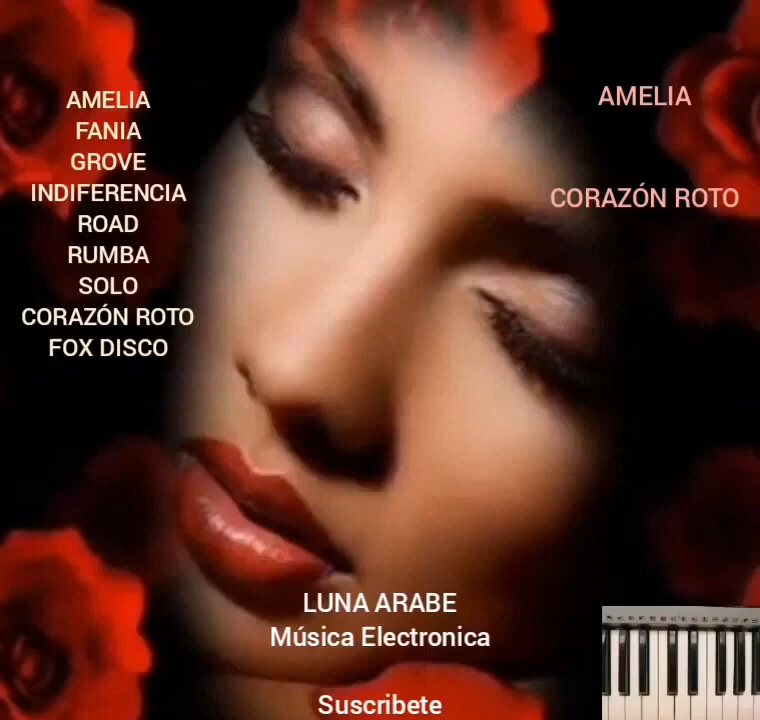 AMELIA
FANIA
GROVE
INDIFERENCIA
ROAD
RUMBA
SOLO
CORAZÓN ROTO
FOX DISCO
AMELIA
CORAZÓN ROTO
LUNA ARABE
Música Electronica
Suscribete